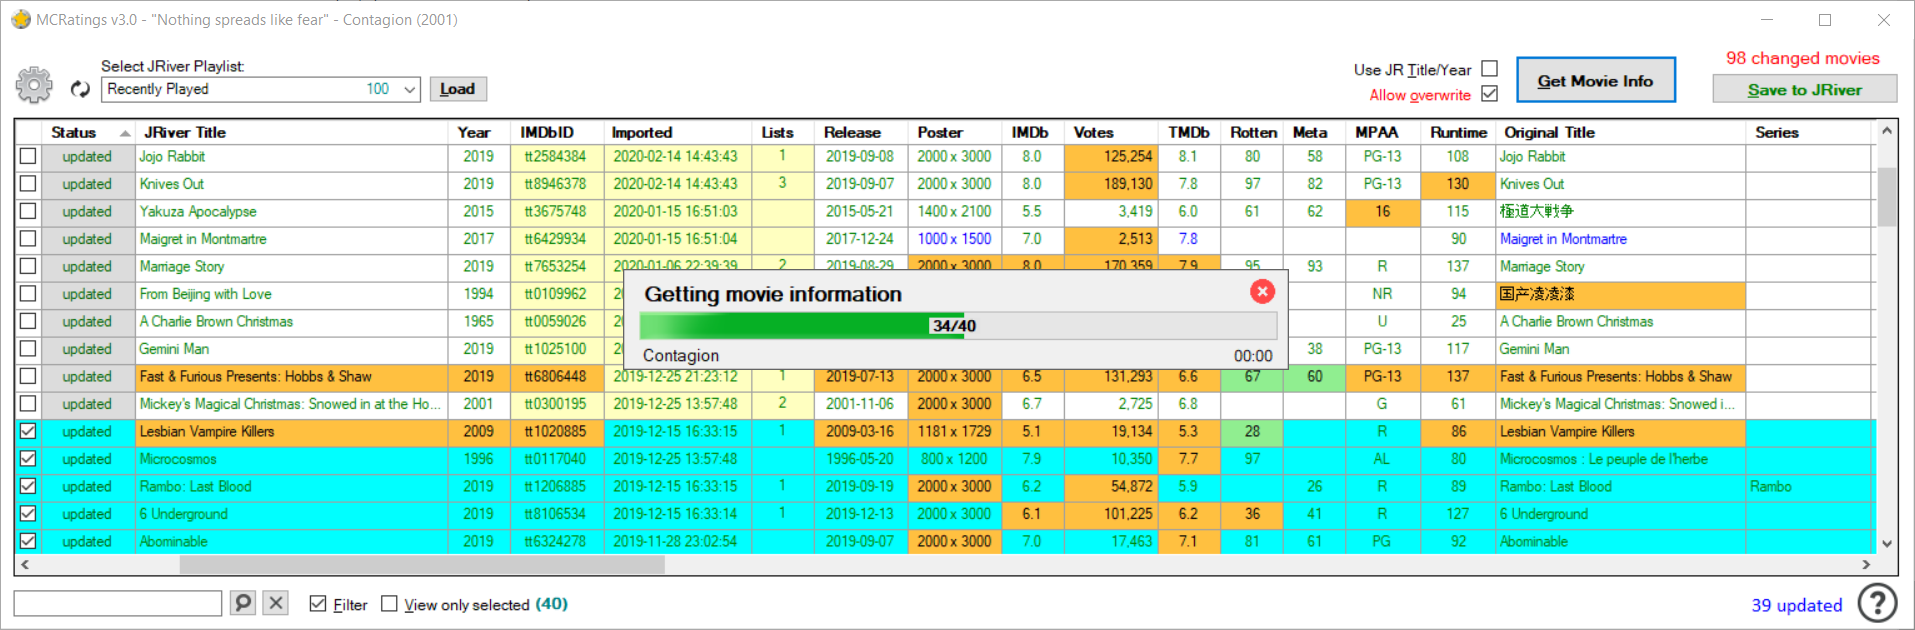 MCRatings v3.0 - "Nothing spreads like fear" - Contagion (2001)
Select JRiver Playlist:
Recently Played 100
Load
Use JR Title/Year
Allow overwrite
Get Movie Info
98 changed movies
Save to JRiver
Status JRiver Title Year IMDbID Imported Lists Release Poster IMDb Votes TMDb Rotten Meta MPAA Runtime Original Title Series
updated Jojo Rabbit 2019 tt2584384 2020-02-14 14:43:43 1 2019-09-08 2000 x 3000 8.0 125,254 8.1 80 58 PG-13 108 Jojo Rabbit
updated Knives Out 2019 tt8946378 2020-02-14 14:43:43 3 2019-09-07 2000 x 3000 8.0 189,130 7.8 97 82 PG-13 130 Knives Out
updated Yakuza Apocalypse 2015 tt3675748 2020-01-15 16:51:03 2015-05-21 1400 x 2100 5.5 3,419 6.0 61 62 16 115 極道大戦争
updated Maigret in Montmartre 2017 tt6429934 2020-01-15 16:51:04 2017-12-24 1000 x 1500 7.0 2,513 7.8 90 Maigret in Montmartre
updated Marriage Story 2019 tt7653254 2020-01-06 22:39:39 2 2019-08-29 2000 x 3000 8.0 170,359 7.9 95 93 R 137 Marriage Story
updated From Beijing with Love 1994 tt0109962 NR 94 国产凌凌漆
updated A Charlie Brown Christmas 1965 tt0059026 U 25 A Charlie Brown Christmas
updated Gemini Man 2019 tt1025100 38 PG-13 117 Gemini Man
Getting movie information
34/40
Contagion 00:00
updated Fast & Furious Presents: Hobbs & Shaw 2019 tt6806448 2019-12-25 21:23:12 1 2019-07-13 2000 x 3000 6.5 131,293 6.6 67 60 PG-13 137 Fast & Furious Presents: Hobbs & Shaw
updated Mickey's Magical Christmas: Snowed in at the Ho... 2001 tt0300195 2019-12-25 13:57:48 2 2001-11-06 2000 x 3000 6.7 2,725 6.8 G 61 Mickey's Magical Christmas: Snowed i...
updated Lesbian Vampire Killers 2009 tt1020885 2019-12-15 16:33:15 1 2009-03-16 1181 x 1729 5.1 19,134 5.3 28 R 86 Lesbian Vampire Killers
updated Microcosmos 1996 tt0117040 2019-12-25 13:57:48 1996-05-20 800 x 1200 7.9 10,350 7.7 97 AL 80 Microcosmos : Le peuple de l'herbe
updated Rambo: Last Blood 2019 tt1206885 2019-12-15 16:33:15 1 2019-09-19 2000 x 3000 6.2 54,872 5.9 26 R 89 Rambo: Last Blood Rambo
updated 6 Underground 2019 tt8106534 2019-12-15 16:33:14 1 2019-12-13 2000 x 3000 6.1 101,225 6.2 36 41 R 127 6 Underground
updated Abominable 2019 tt6324278 2019-11-28 23:02:54 2019-09-07 2000 x 3000 7.0 17,463 7.1 81 61 PG 92 Abominable
Filter View only selected (40)
39 updated
?